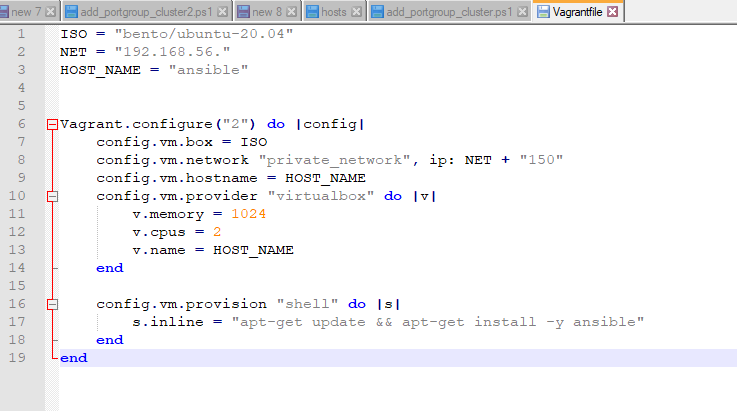 new 7 add_portgroup_cluster2.ps1 new 8 hosts add_portgroup_cluster.ps1 Vagrantfile
1 ISO = "bento/ubuntu-20.04"
2 NET = "192.168.56."
3 HOST_NAME = "ansible"
4
5
6 Vagrant.configure("2") do |config|
7 config.vm.box = ISO
8 config.vm.network "private_network", ip: NET + "150"
9 config.vm.hostname = HOST_NAME
10 config.vm.provider "virtualbox" do |v|
11 v.memory = 1024
12 v.cpus = 2
13 v.name = HOST_NAME
14 end
15
16 config.vm.provision "shell" do |s|
17 s.inline = "apt-get update && apt-get install -y ansible"
18 end
19 end